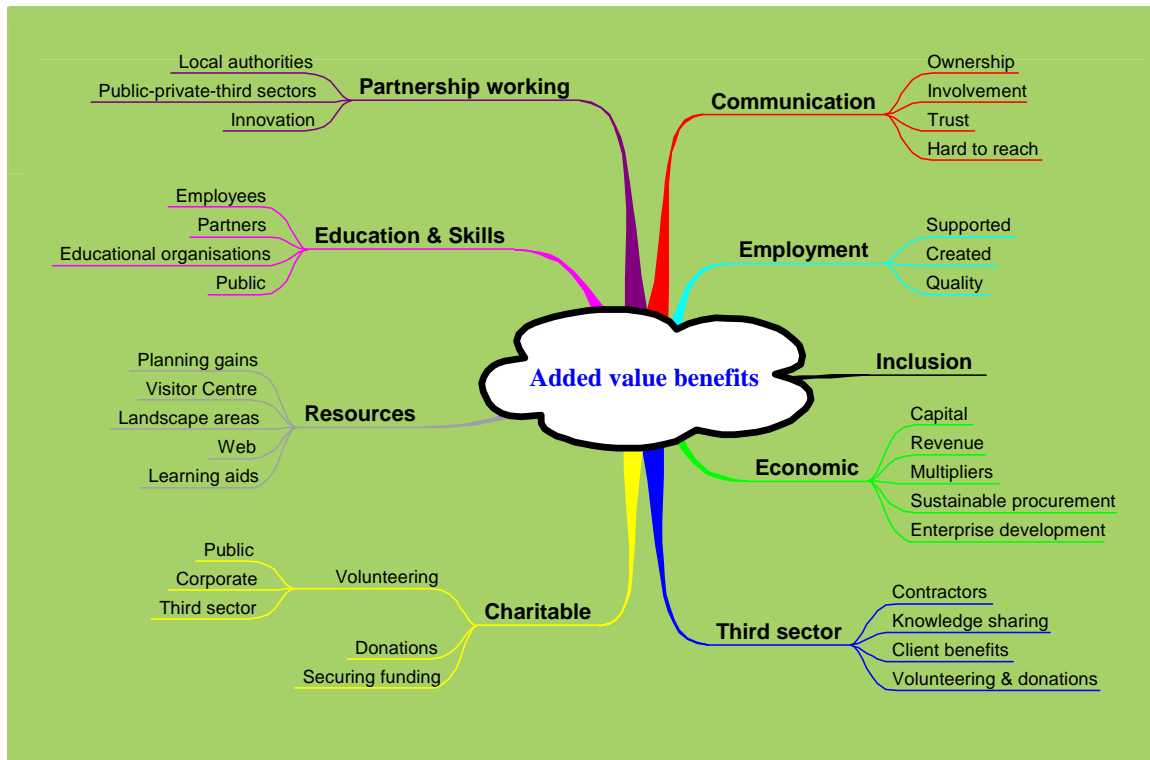 Added value benefits
Communication
Ownership
Involvement
Trust
Hard to reach
Employment
Supported
Created
Quality
Inclusion
Economic
Capital
Revenue
Multipliers
Sustainable procurement
Enterprise development
Third sector
Contractors
Knowledge sharing
Client benefits
Volunteering & donations
Charitable
Volunteering
Public
Corporate
Third sector
Donations
Securing funding
Resources
Planning gains
Visitor Centre
Landscape areas
Web
Learning aids
Education & Skills
Employees
Partners
Educational organisations
Public
Partnership working
Local authorities
Public-private-third sectors
Innovation